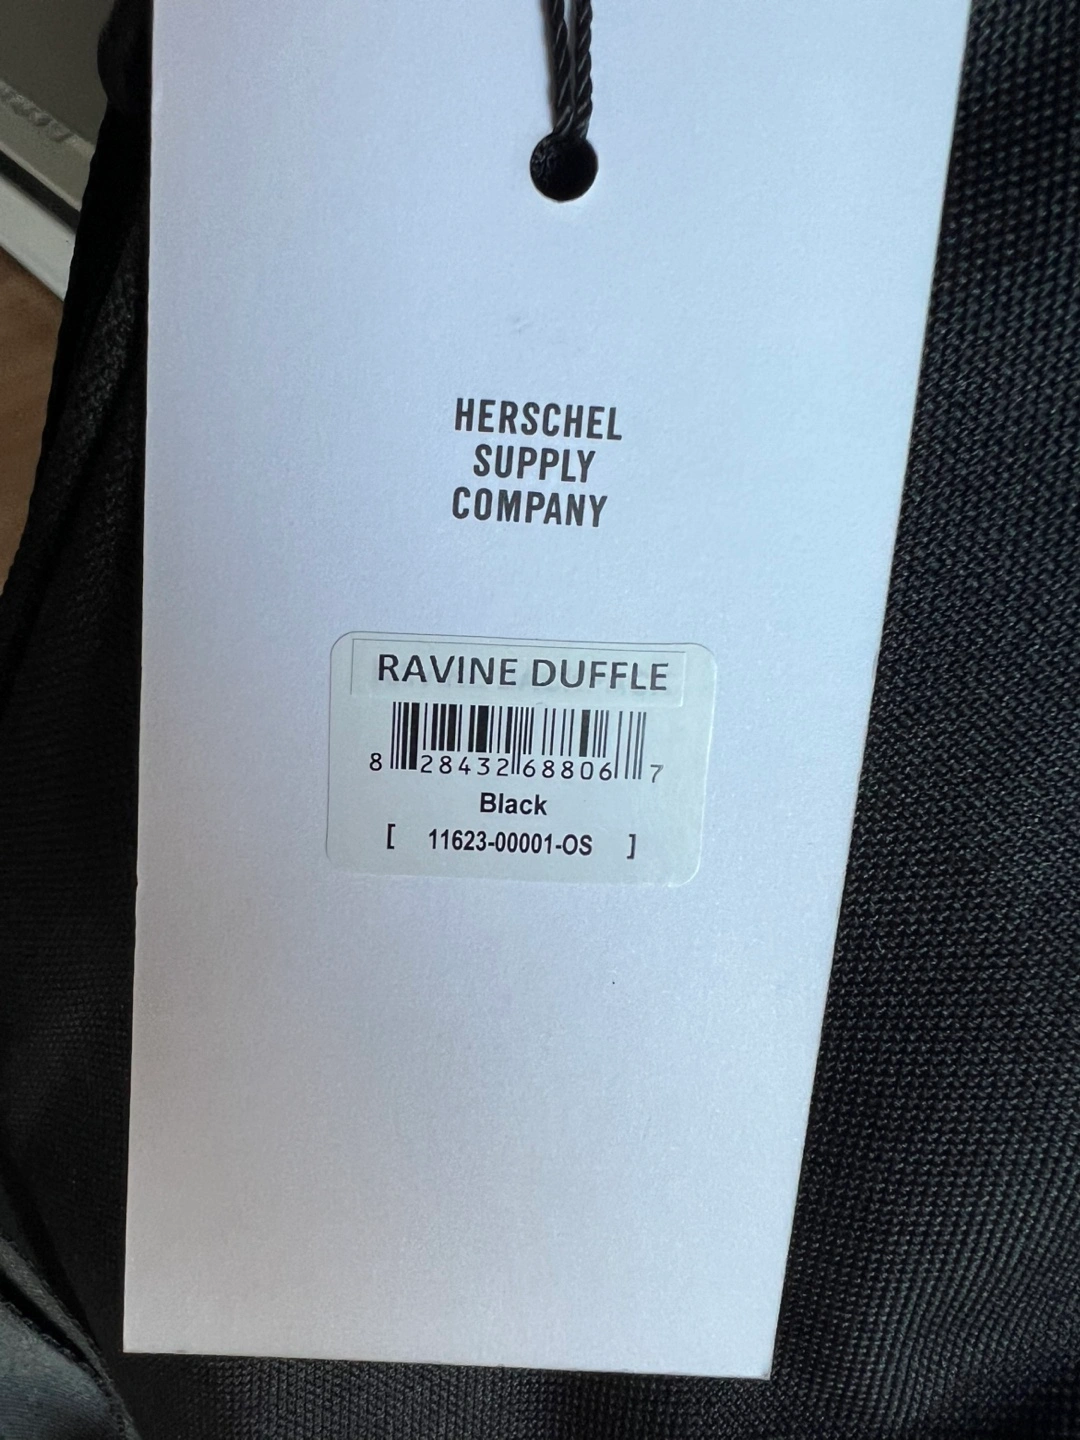 HERSCHEL
SUPPLY
COMPANY
RAVINE DUFFLE
8 28432 68806 7
Black
[ 11623-00001-OS ]